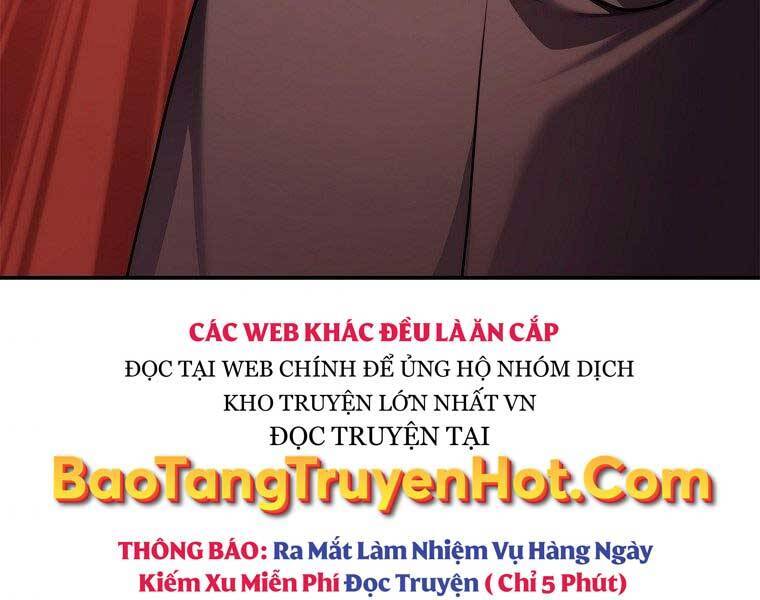 CÁC WEB KHÁC ĐỀU LÀ ĂN CẮP
ĐỌC TẠI WEB CHÍNH ĐỂ ỦNG HỘ NHÓM DỊCH
KHO TRUYỆN LỚN NHẤT VN
ĐỌC TRUYỆN TẠI
BaoTangTruyenHot.Com
THÔNG BÁO: Ra Mắt Làm Nhiệm Vụ Hàng Ngày
Kiếm Xu Miễn Phí Đọc Truyện ( Chỉ 5 Phút)